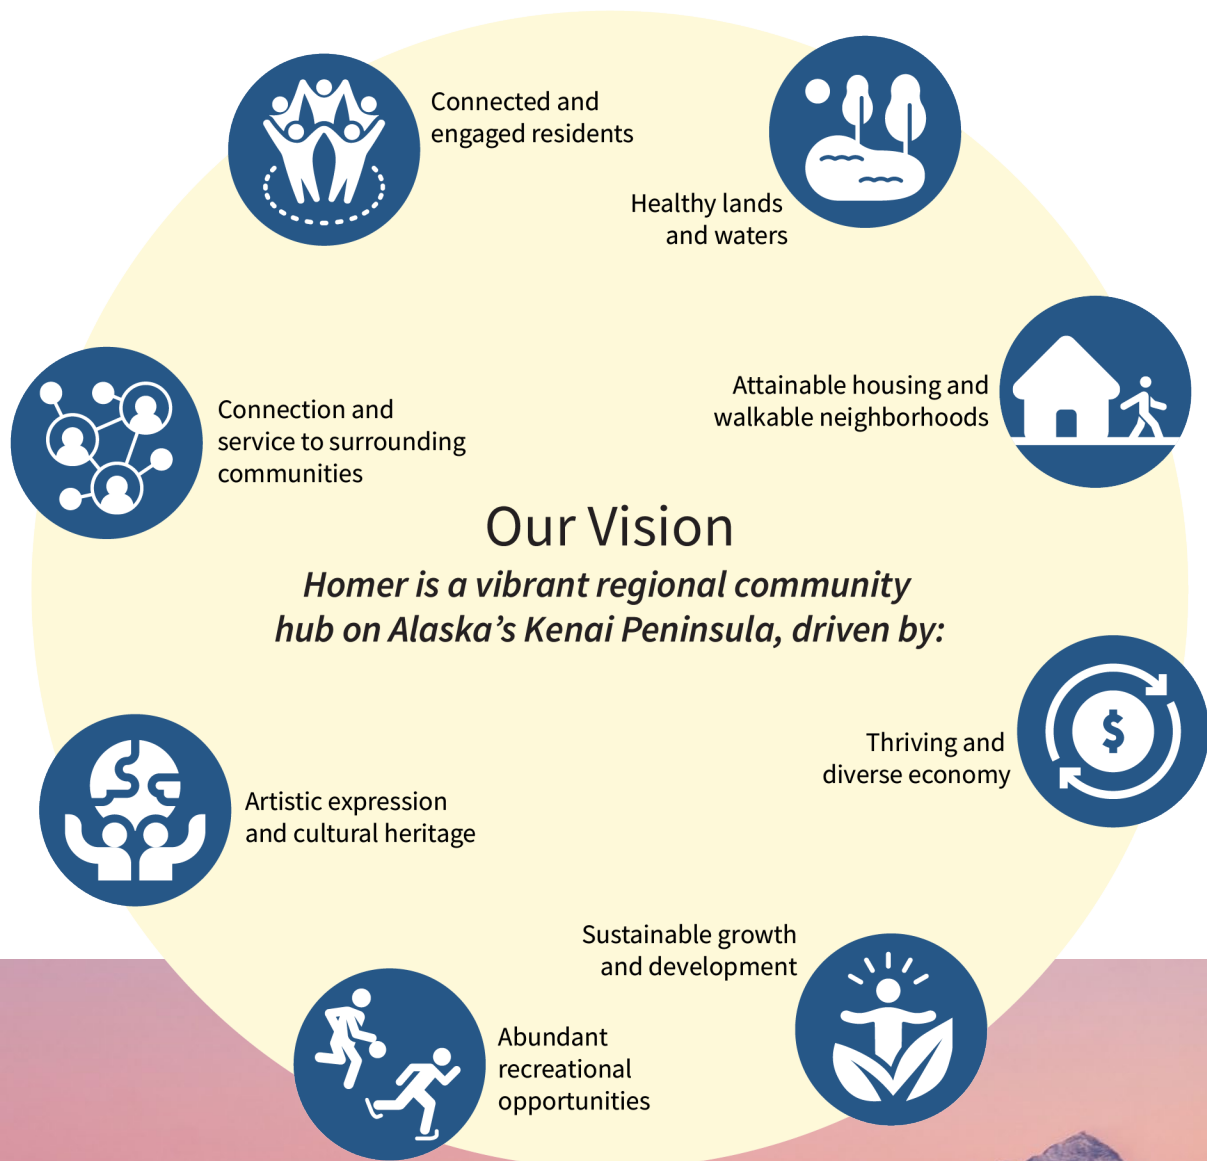 Connected and
engaged residents
Healthy lands
and waters
Attainable housing and
walkable neighborhoods
Connection and
service to surrounding
communities
Our Vision
Homer is a vibrant regional community
hub on Alaska’s Kenai Peninsula, driven by:
Thriving and
diverse economy
Artistic expression
and cultural heritage
Sustainable growth
and development
Abundant
recreational
opportunities
$